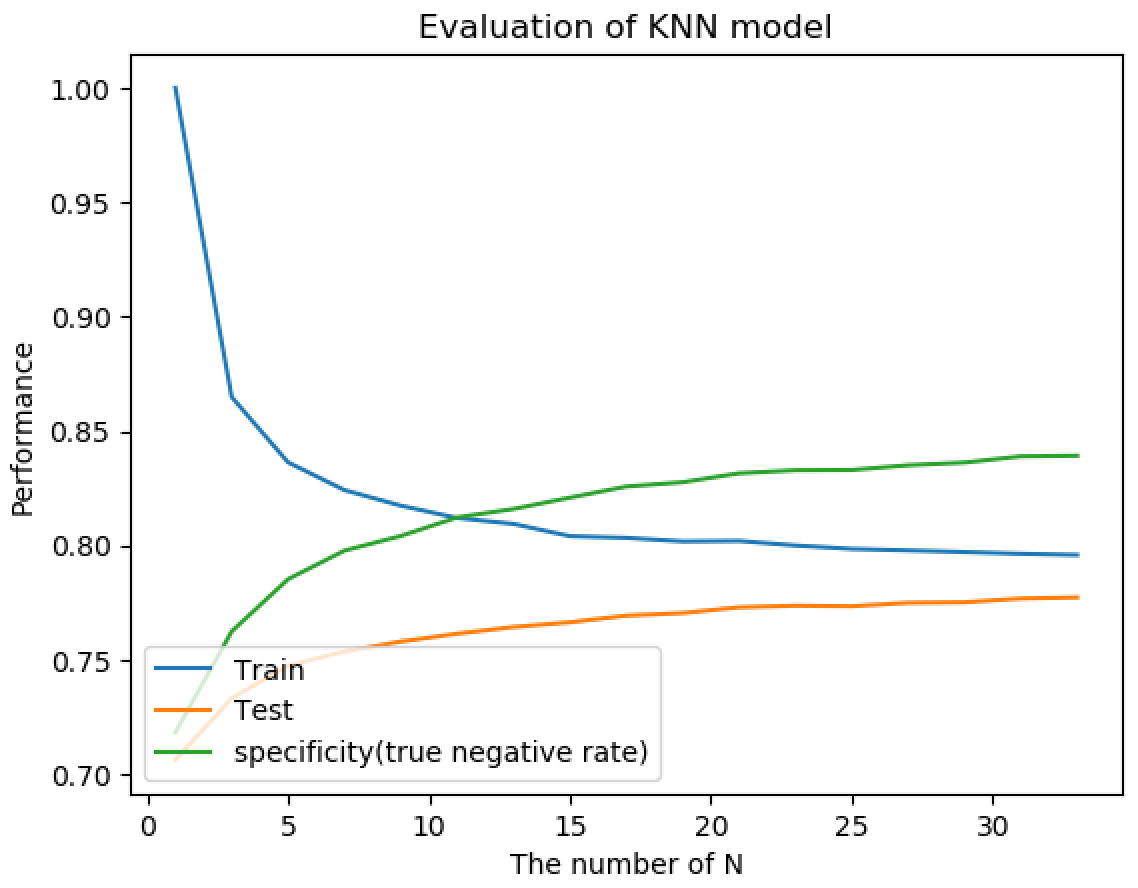 Evaluation of KNN model
1.00
0.95
0.90
0.85
0.80
0.75
0.70
Performance
Train
Test
specificity(true negative rate)
0 5 10 15 20 25 30
The number of N